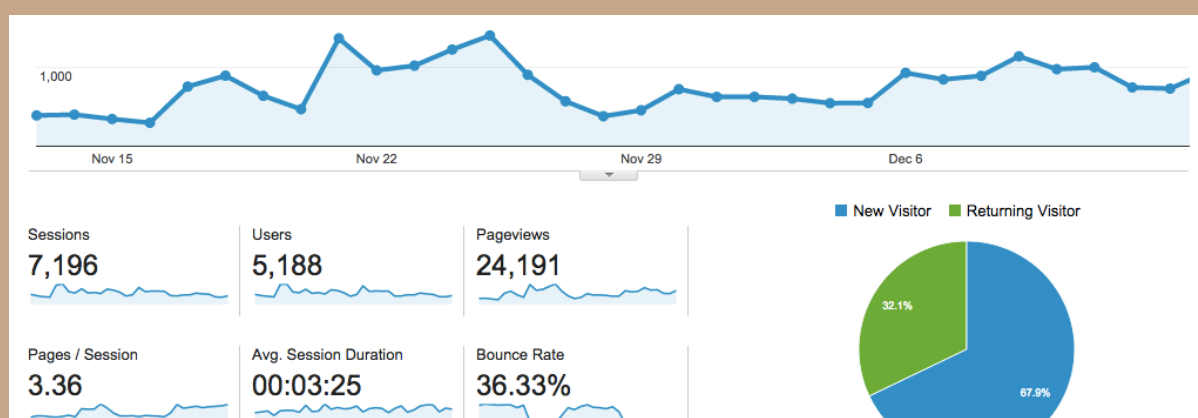 1,000
Nov 15 Nov 22 Nov 29 Dec 6
New Visitor Returning Visitor
Sessions Users Pageviews
7,196 5,188 24,191
32.1%
Pages / Session Avg. Session Duration Bounce Rate
3.36 00:03:25 36.33%
67.9%